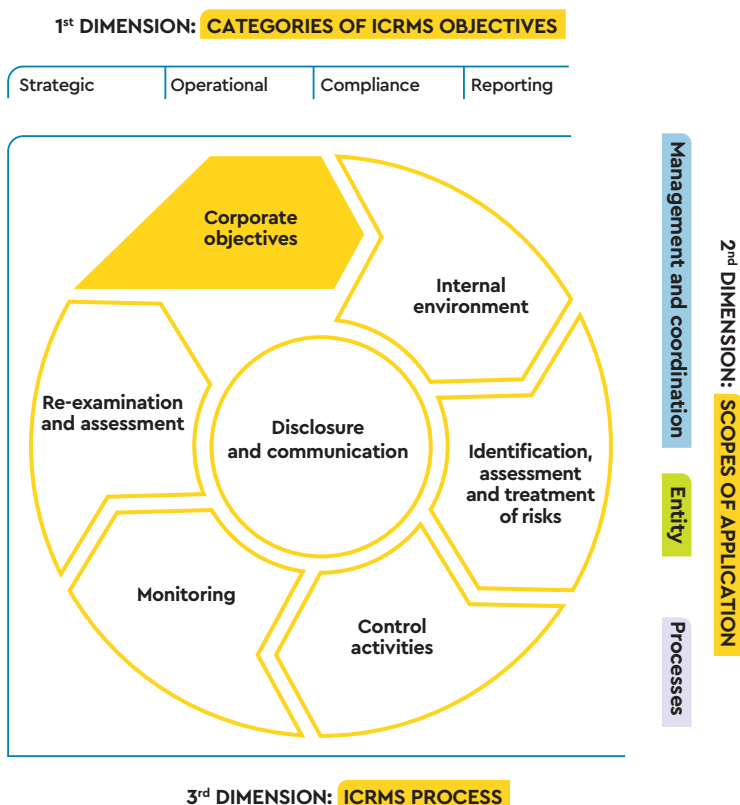 1st DIMENSION: CATEGORIES OF ICRMS OBJECTIVES
Strategic
Operational
Compliance
Reporting
Corporate
objectives
Internal
environment
Identification,
assessment
and treatment
of risks
Control
activities
Monitoring
Re-examination
and assessment
Disclosure
and communication
Management and coordination
Entity
Processes
2nd DIMENSION: SCOPES OF APPLICATION
3rd DIMENSION: ICRMS PROCESS